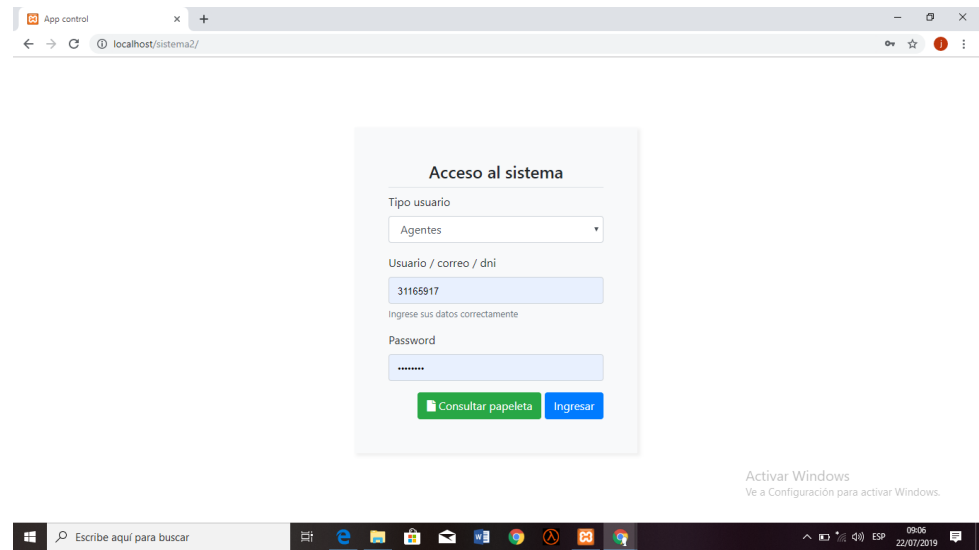 App control
localhost/sistema2/
j
Acceso al sistema
Tipo usuario
Agentes
Usuario / correo / dni
31165917
Ingrese sus datos correctamente
Password
••••••••
Consultar papeleta
Ingresar
Activar Windows
Ve a Configuración para activar Windows.
Escribe aquí para buscar
ESP
09:06
22/07/2019